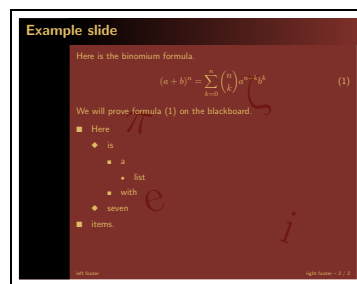 Example slide
Here is the binomium formula.
(a + b)^n = \sum_{k=0}^{n} \binom{n}{k} a^{n-k} b^k (1)
We will prove formula (1) on the blackboard.
■ Here
◆ is
■ a
• list
■ with
◆ seven
■ items.
π
ζ
e
i
left footer
right footer – 2 / 2